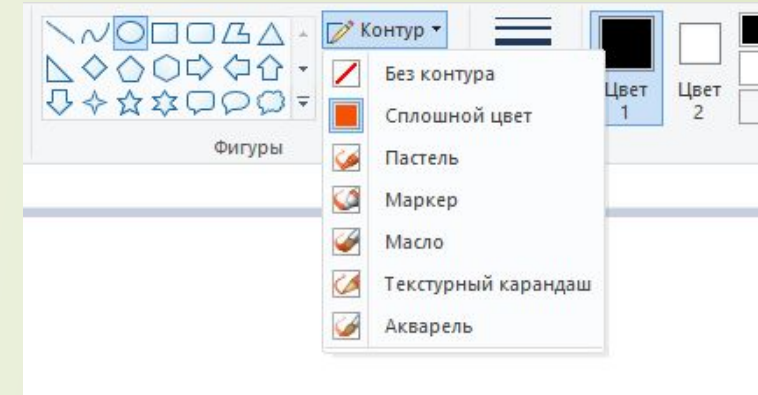 Контур
Цвет 1
Цвет 2
Фигуры
Без контура
Сплошной цвет
Пастель
Маркер
Масло
Текстурный карандаш
Акварель